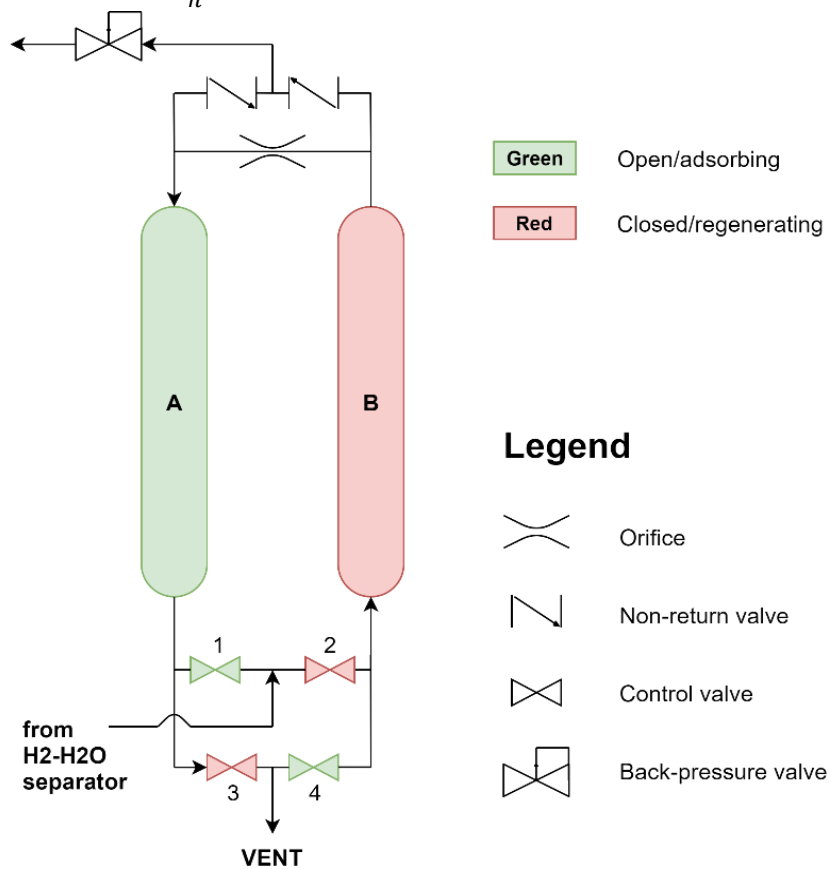 n
Green
Open/adsorbing
Red
Closed/regenerating
A
B
Legend
Orifice
1
2
Non-return valve
Control valve
from
H2-H2O
separator
3
4
Back-pressure valve
VENT